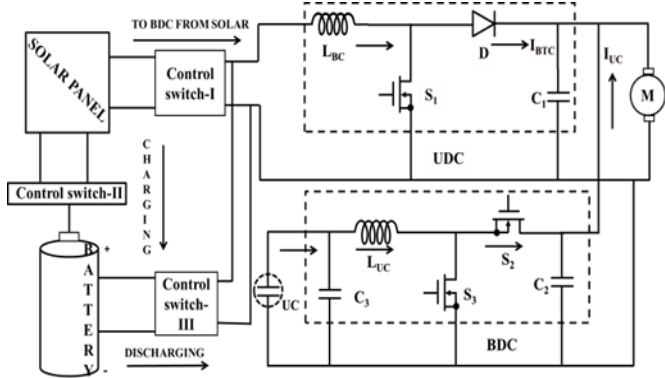 TO BDC FROM SOLAR
SOLAR PANEL
Control
switch-I
L_BC
D
I_BTC
I_UC
S_1
C_1
M
UDC
CHARGING
Control switch-II
BATTERY
+
-
Control
switch-
III
DISCHARGING
UC
C_3
L_UC
S_2
S_3
C_2
BDC